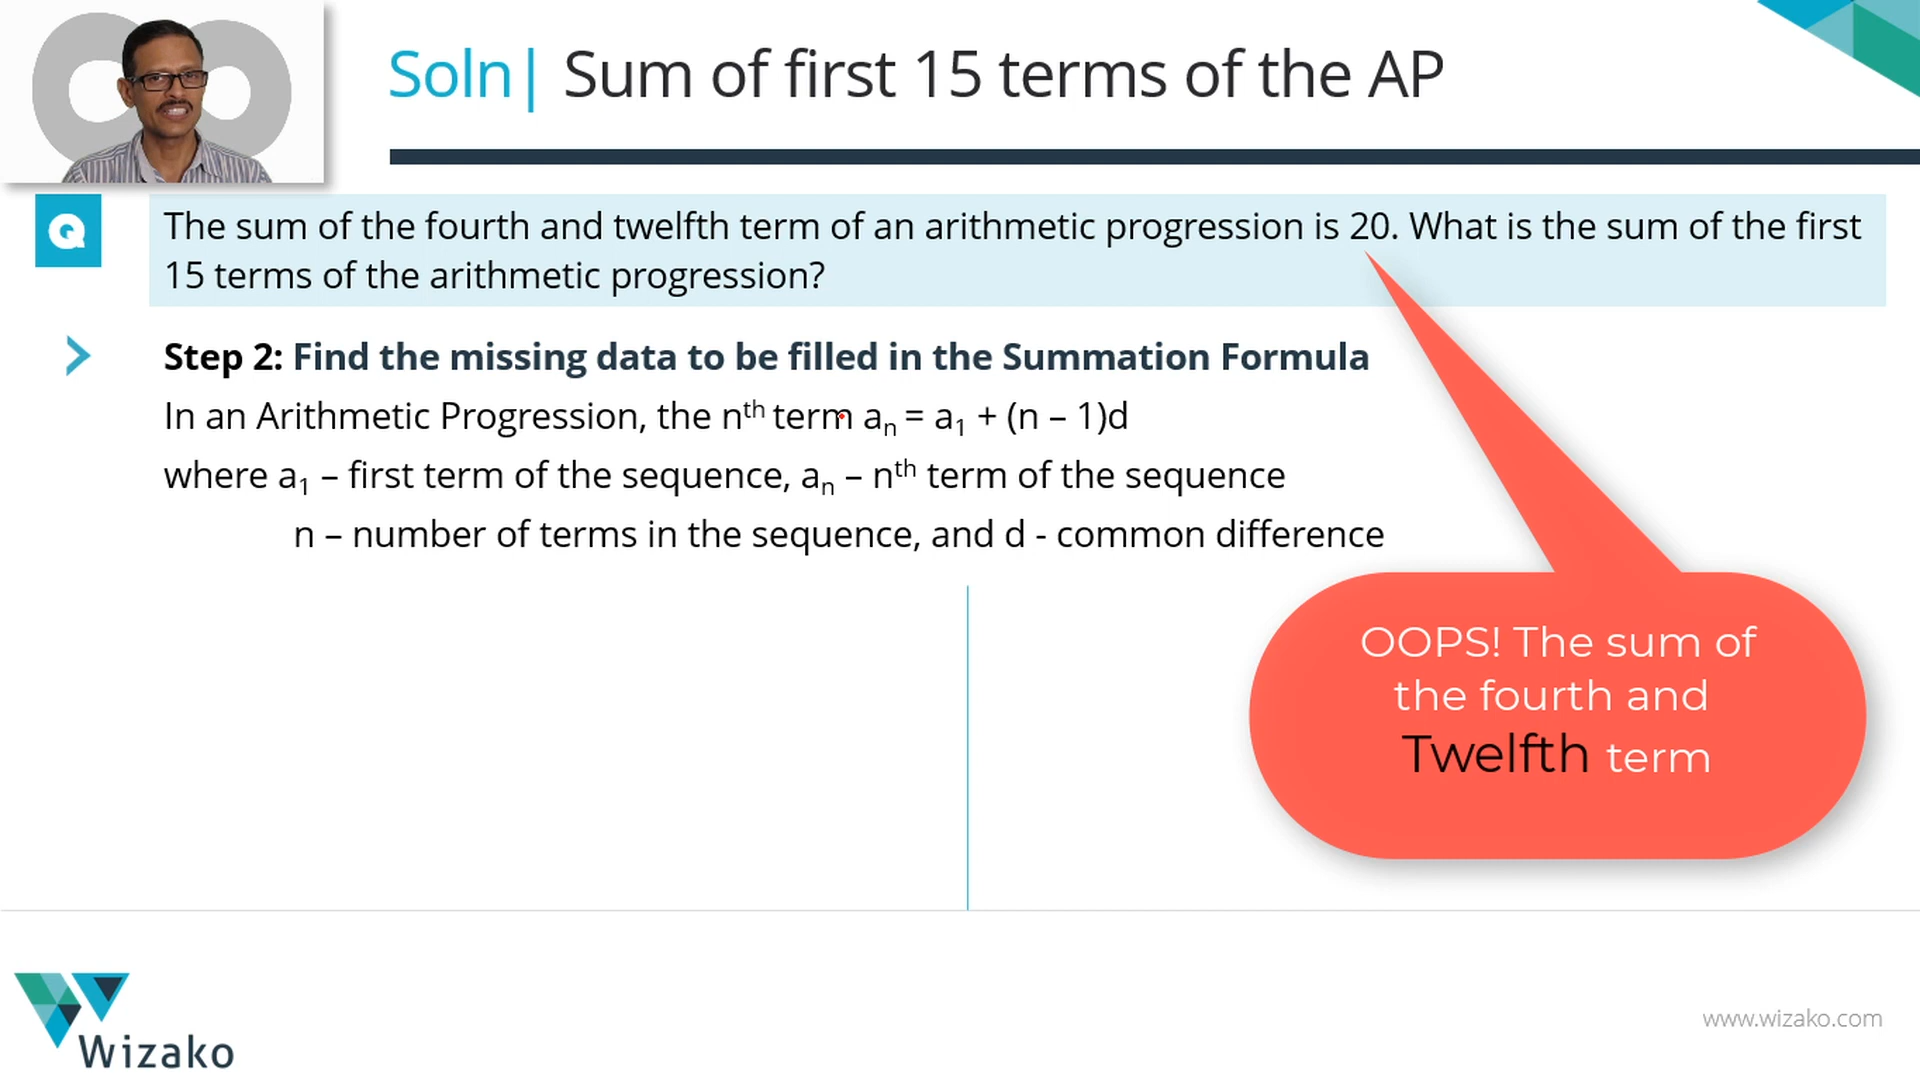 Soln| Sum of first 15 terms of the AP
Q
The sum of the fourth and twelfth term of an arithmetic progression is 20. What is the sum of the first
15 terms of the arithmetic progression?
Step 2: Find the missing data to be filled in the Summation Formula
In an Arithmetic Progression, the nth term an = a1 + (n – 1)d
where a1 – first term of the sequence, an – nth term of the sequence
n – number of terms in the sequence, and d - common difference
OOPS! The sum of
the fourth and
Twelfth term
Wizako
www.wizako.com